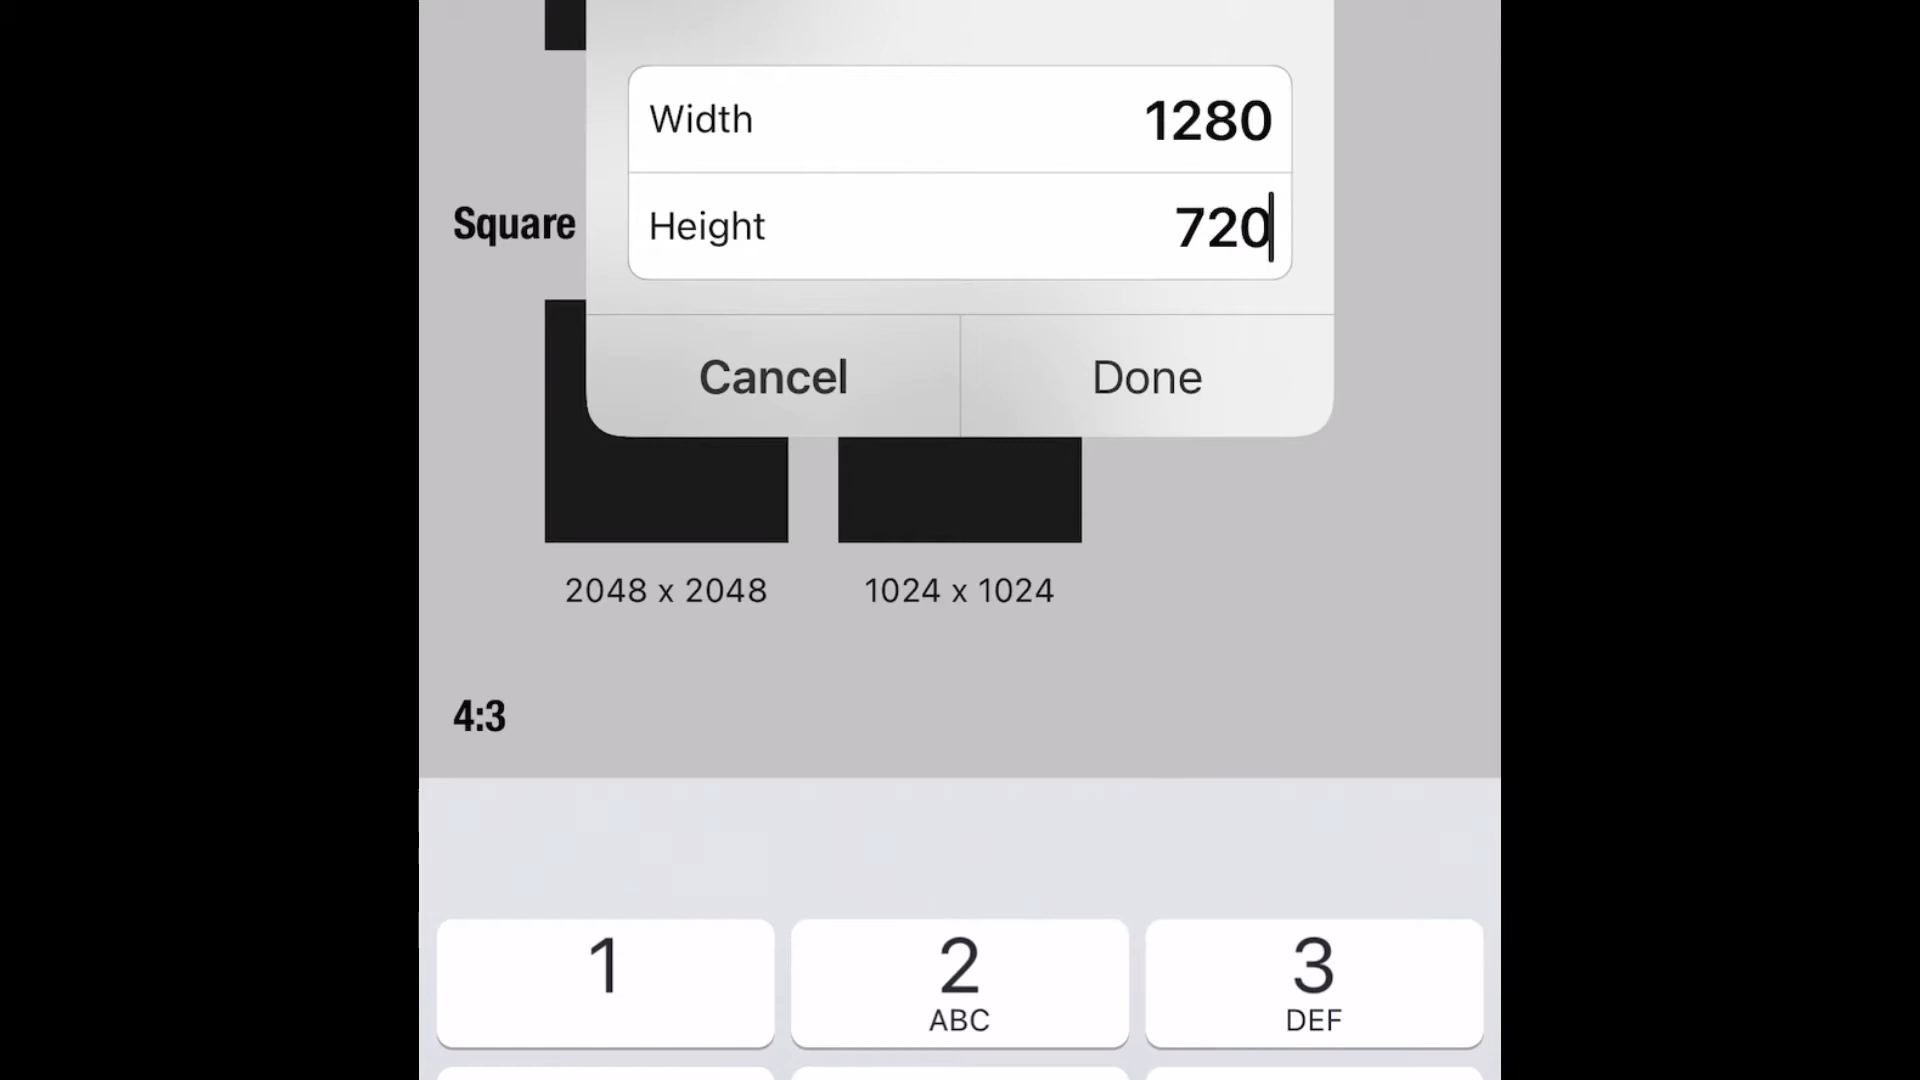 Width 1280
Square
Height 720
Cancel Done
2048 x 2048 1024 x 1024
4:3
1 2 3
ABC DEF